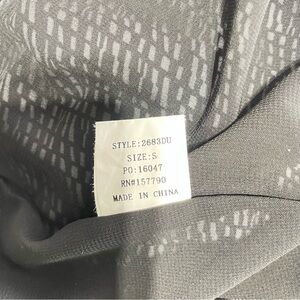 STYLE:2683DU
SIZE:S
PO:16047
RN#157790
MADE IN CHINA